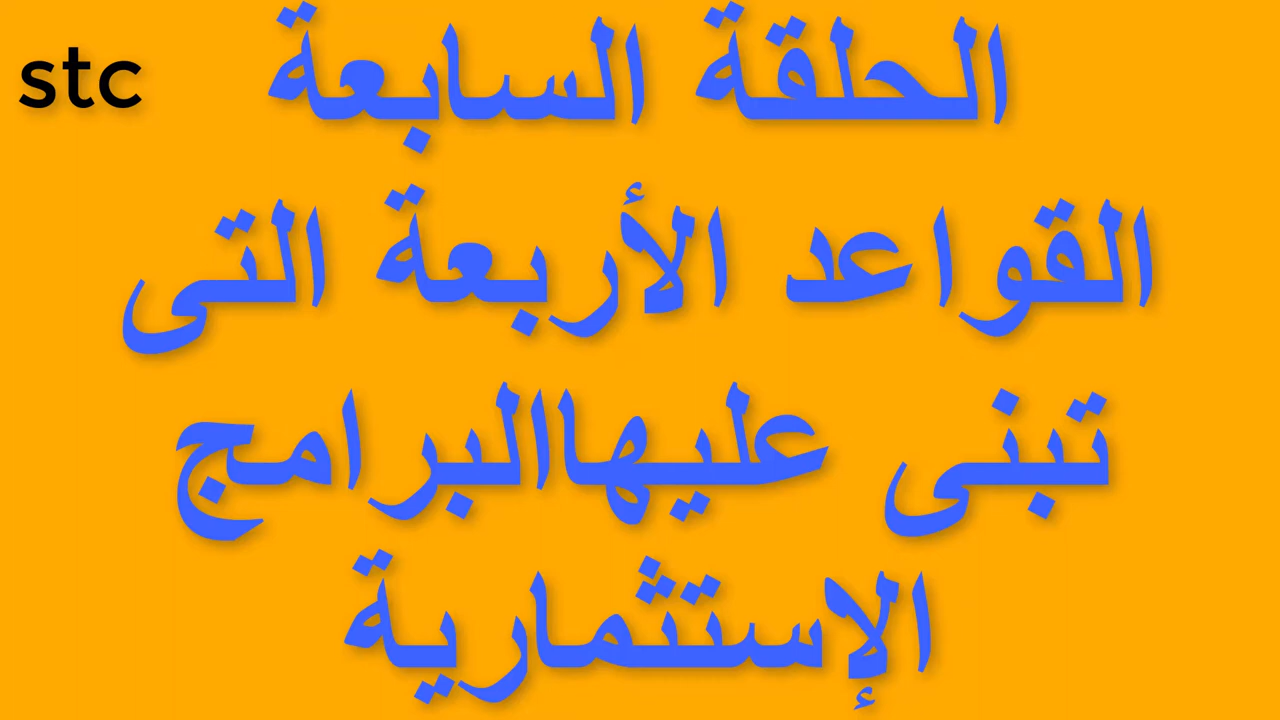 stc
الحلقة السابعة
القواعد الأربعة التى
تبنى عليهاالبرامج
الإستثمارية